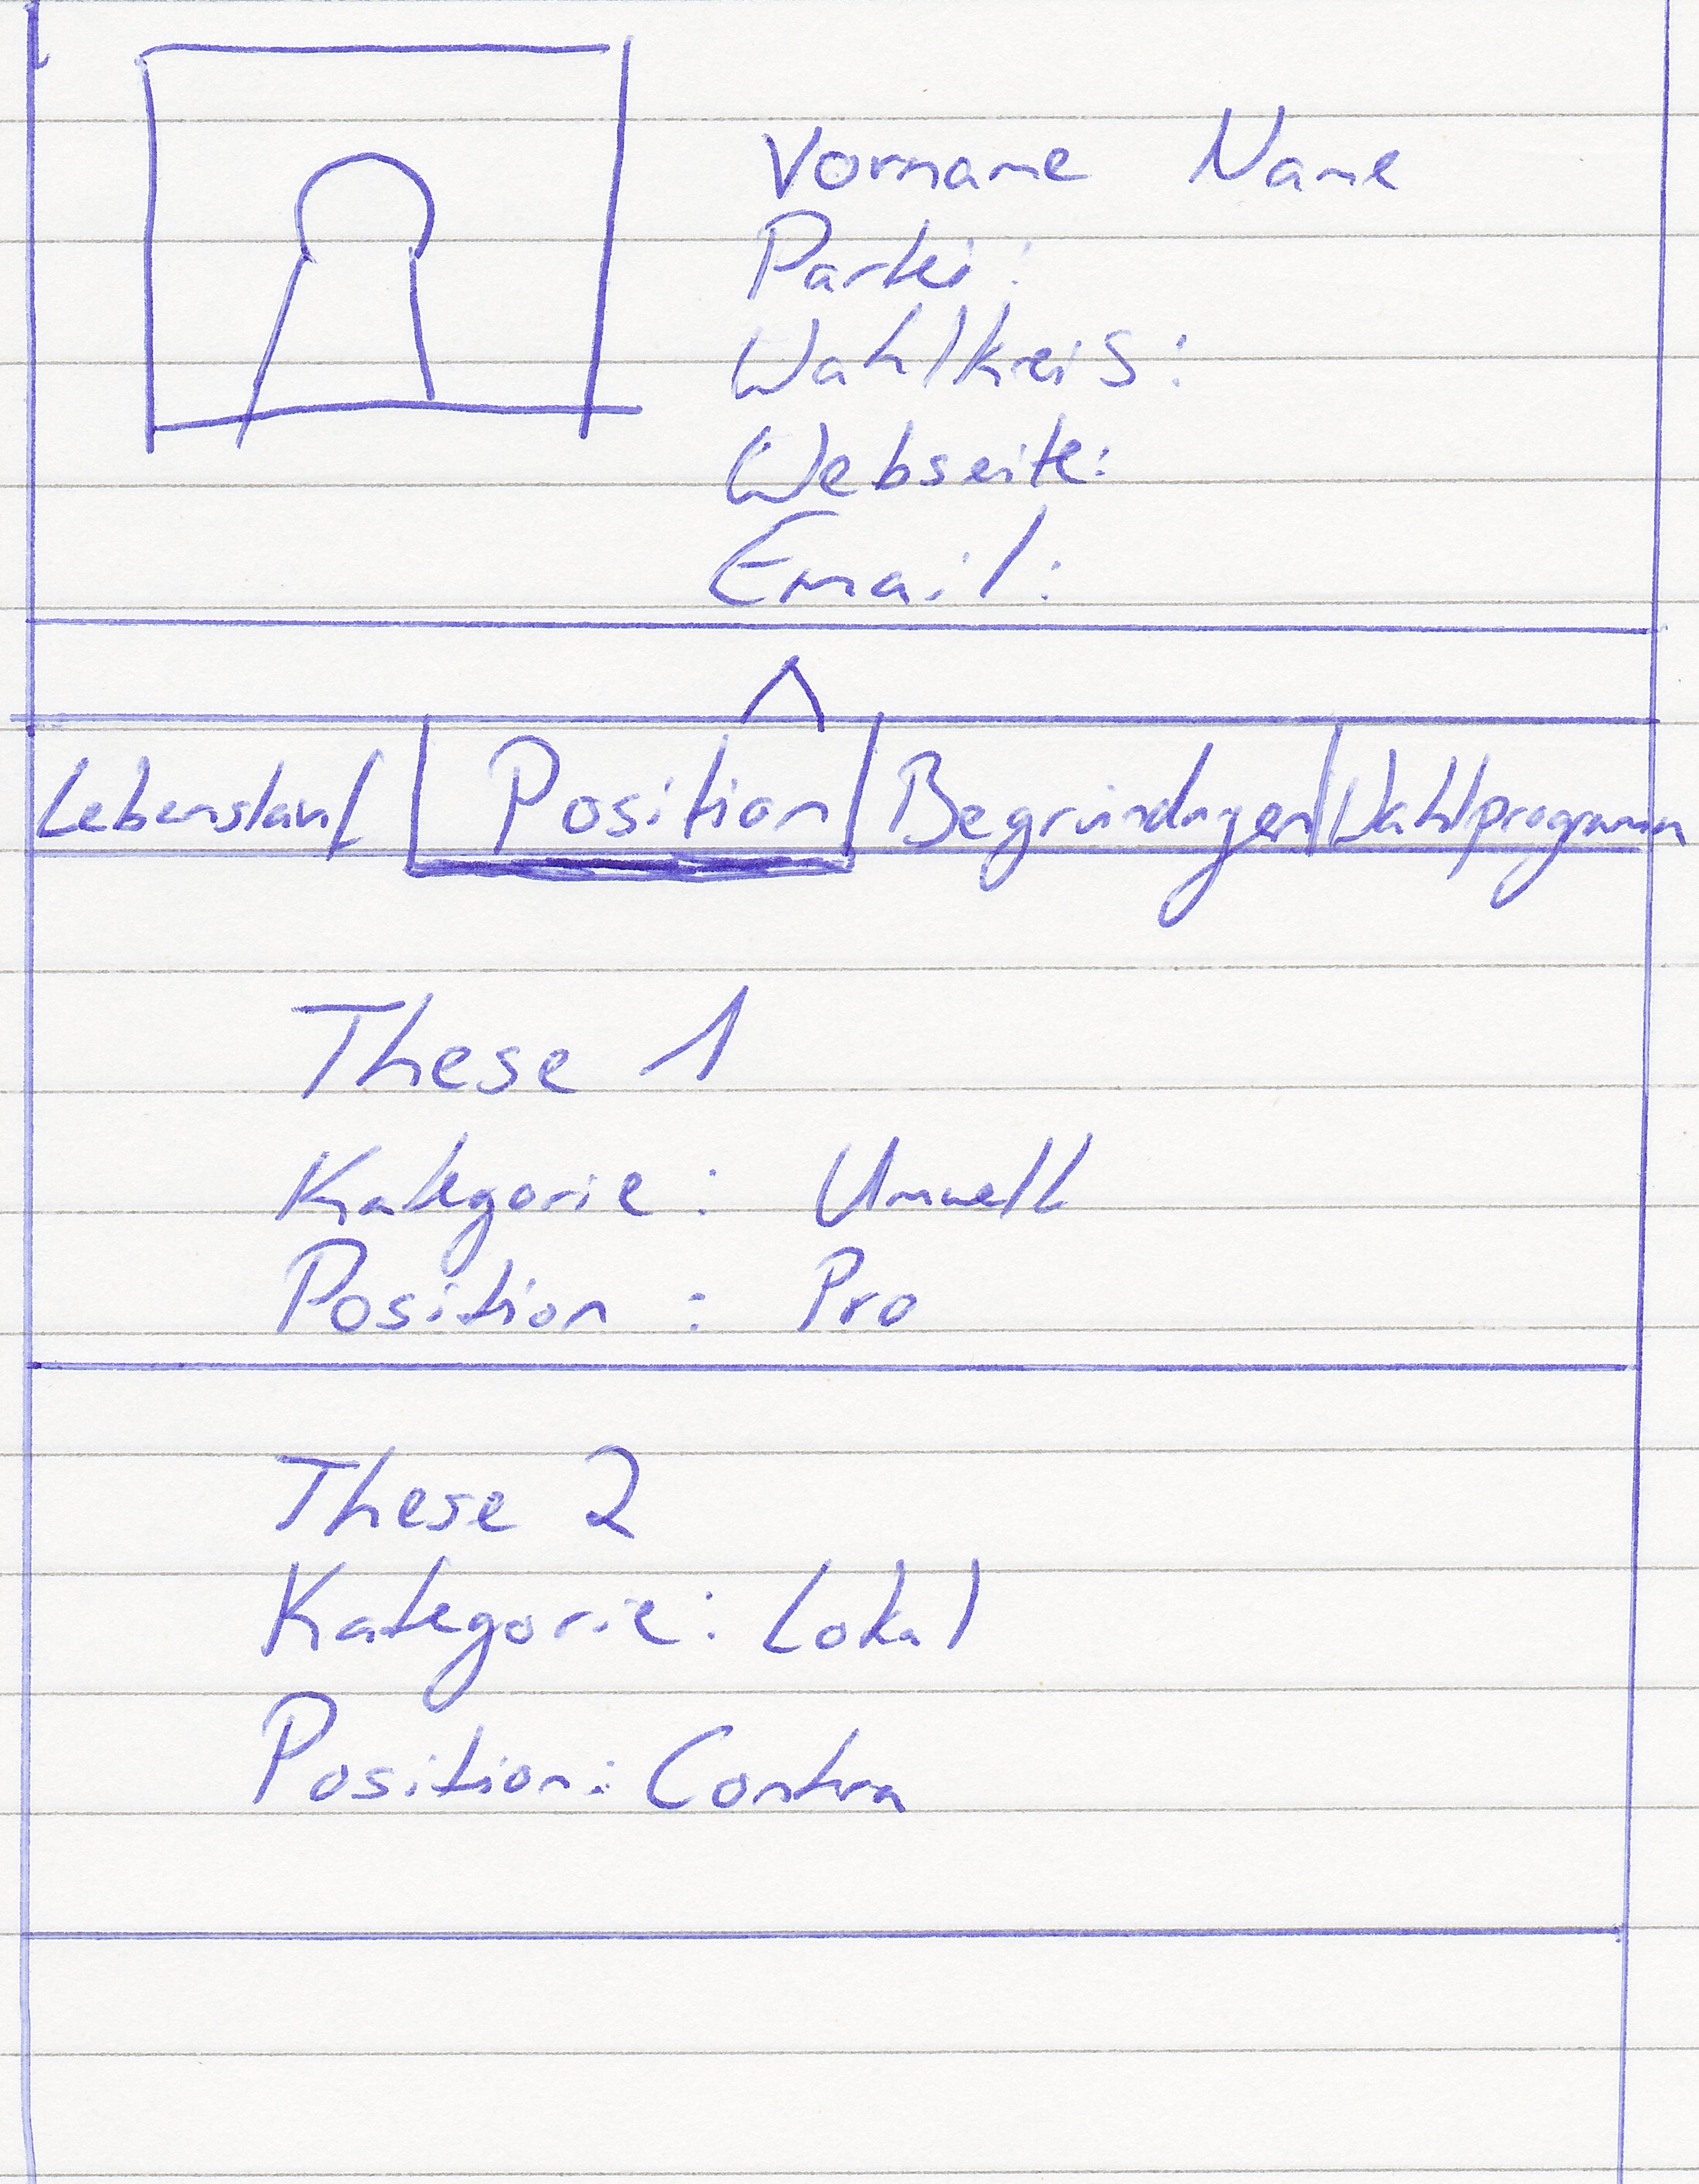 Vorname Name
Partei:
Wahlkreis:
Webseite:
Email:
Lebenslauf Position Begründungen Wahlprogramm
These 1
Kategorie: Umwelt
Position: Pro
These 2
Kategorie: Lokal
Position: Contra